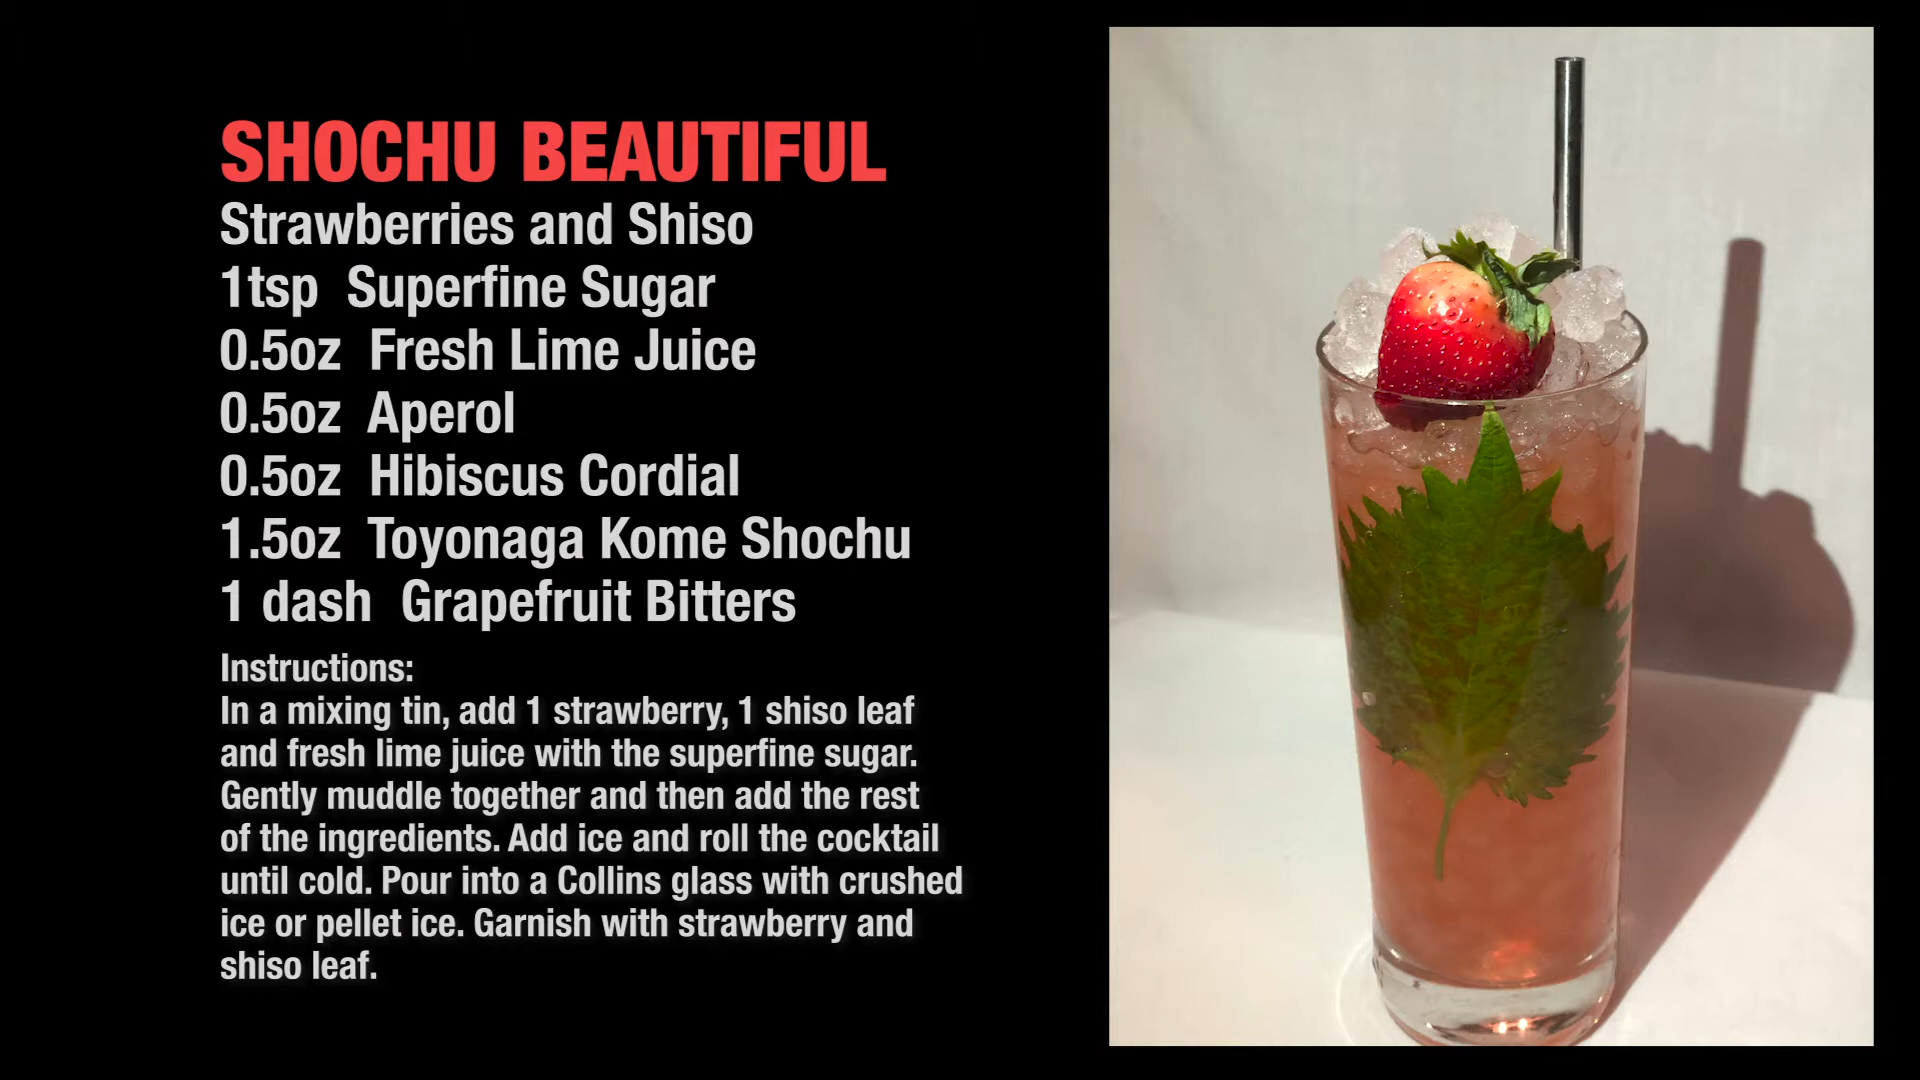 SHOCHU BEAUTIFUL
Strawberries and Shiso
1tsp  Superfine Sugar
0.5oz  Fresh Lime Juice
0.5oz  Aperol
0.5oz  Hibiscus Cordial
1.5oz  Toyonaga Kome Shochu
1 dash  Grapefruit Bitters
Instructions:
In a mixing tin, add 1 strawberry, 1 shiso leaf
and fresh lime juice with the superfine sugar.
Gently muddle together and then add the rest
of the ingredients. Add ice and roll the cocktail
until cold. Pour into a Collins glass with crushed
ice or pellet ice. Garnish with strawberry and
shiso leaf.